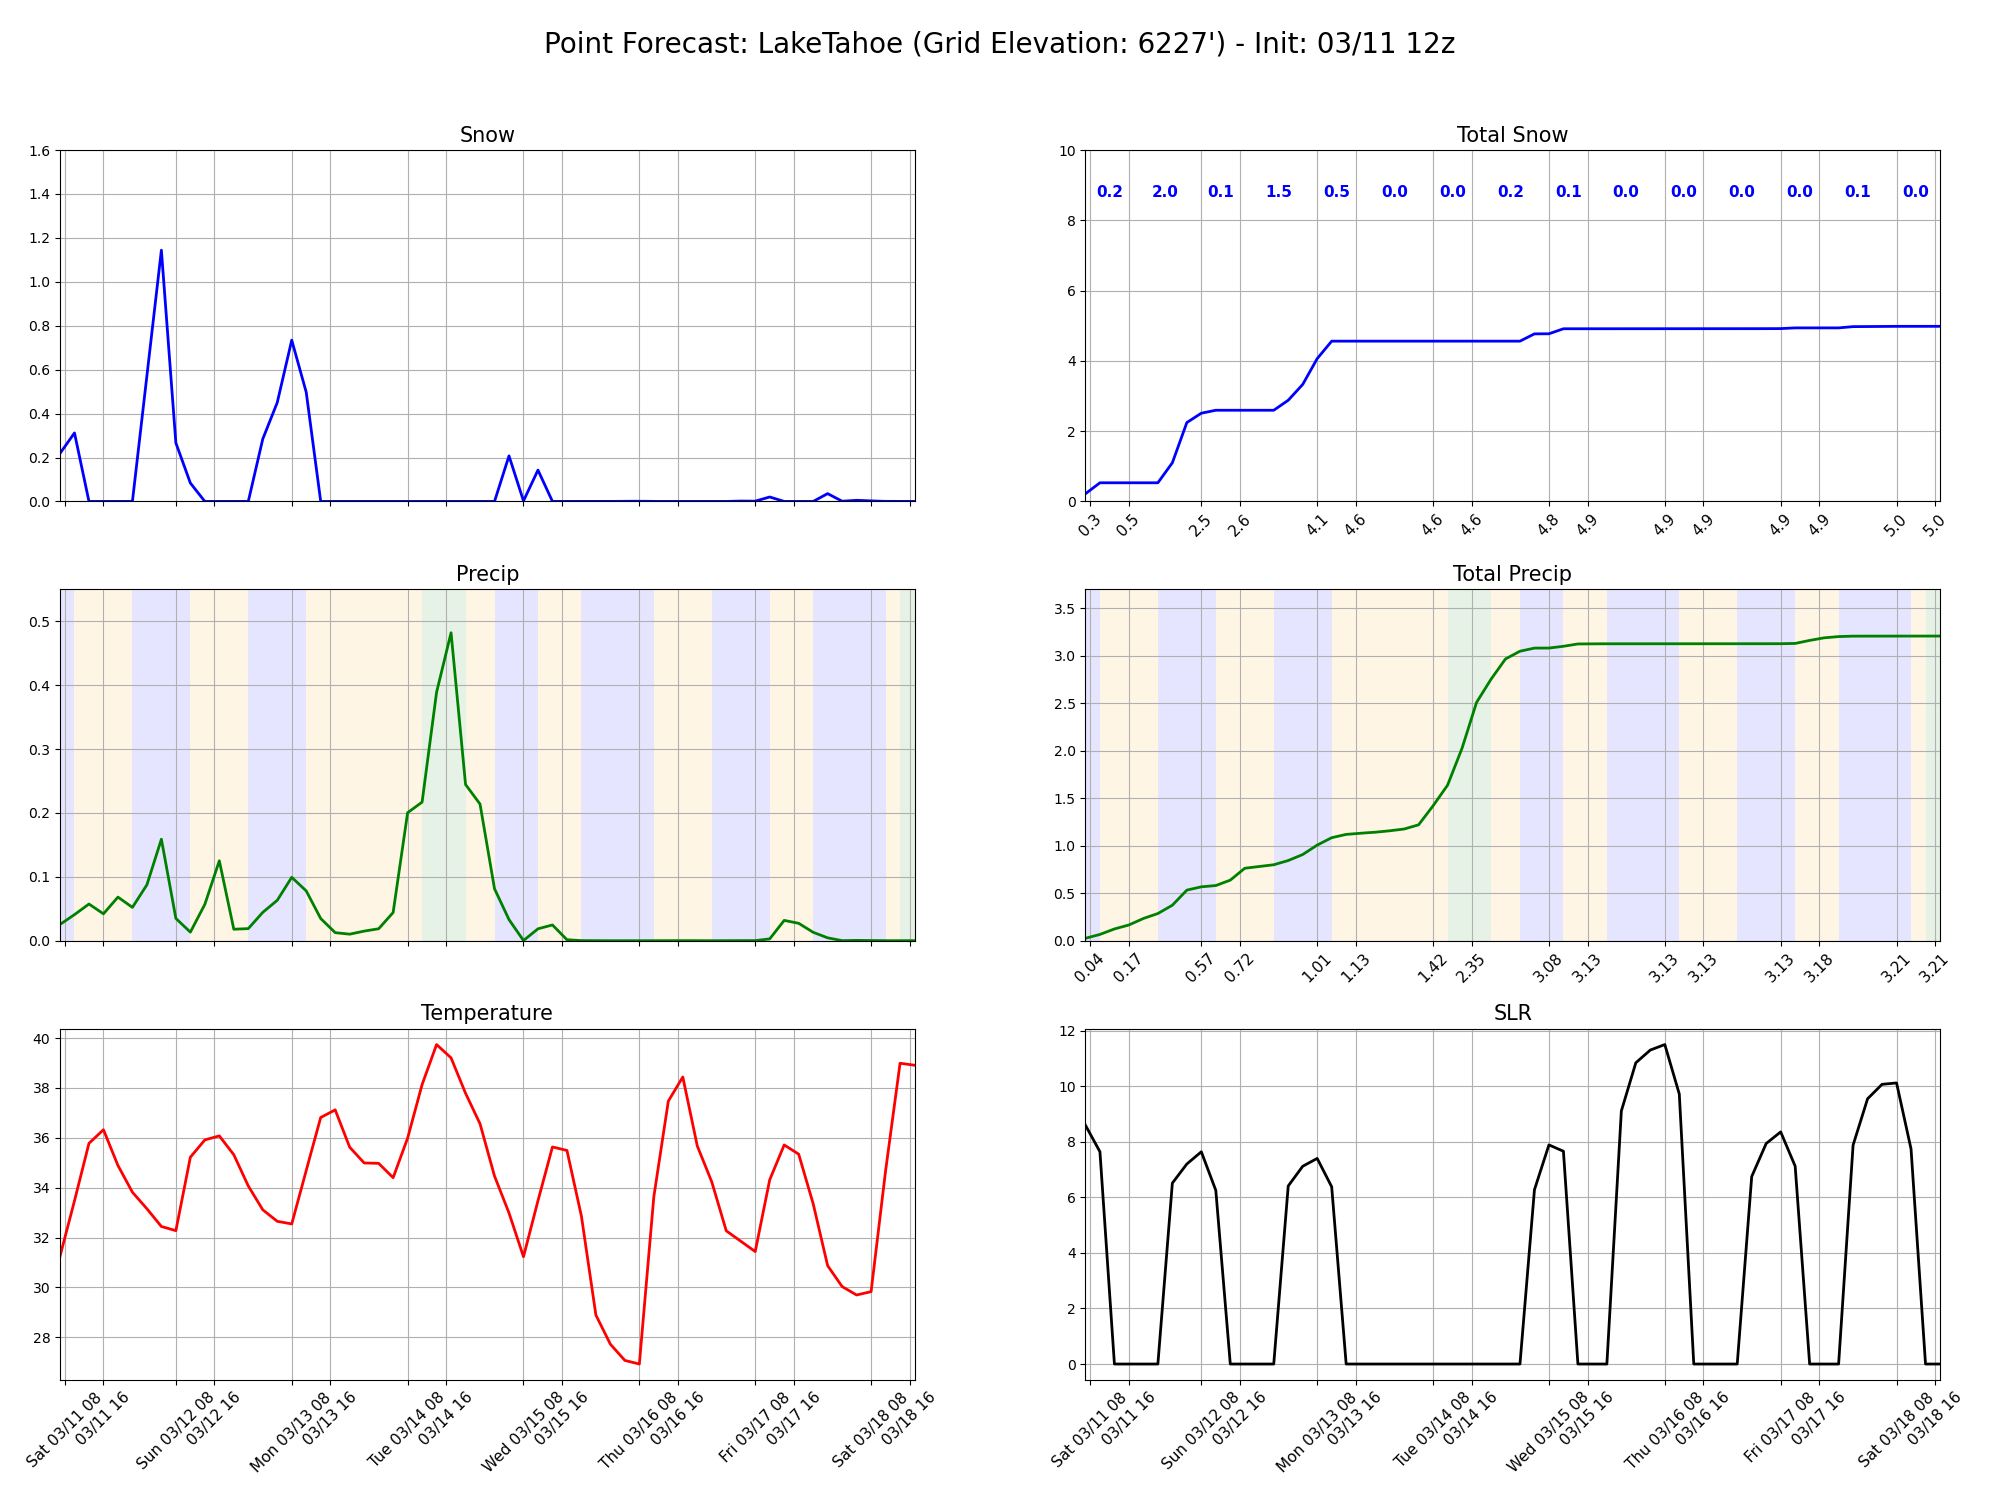 Point Forecast: LakeTahoe (Grid Elevation: 6227') - Init: 03/11 12z
Snow
1.6
1.4
1.2
1.0
0.8
0.6
0.4
0.2
0.0
Total Snow
10
8
6
4
2
0
0.2 2.0 0.1 1.5 0.5 0.0 0.0 0.2 0.1 0.0 0.0 0.0 0.0 0.1 0.0
0.3 0.5 2.5 2.6 4.1 4.6 4.6 4.6 4.8 4.9 4.9 4.9 4.9 4.9 5.0 5.0
Precip
0.5
0.4
0.3
0.2
0.1
0.0
Total Precip
3.5
3.0
2.5
2.0
1.5
1.0
0.5
0.0
0.04 0.17 0.57 0.72 1.01 1.13 1.42 2.35 3.08 3.13 3.13 3.13 3.13 3.18 3.21 3.21
Temperature
40
38
36
34
32
30
28
Sat 03/11 08
03/11 16
Sun 03/12 08
03/12 16
Mon 03/13 08
03/13 16
Tue 03/14 08
03/14 16
Wed 03/15 08
03/15 16
Thu 03/16 08
03/16 16
Fri 03/17 08
03/17 16
Sat 03/18 08
03/18 16
SLR
12
10
8
6
4
2
0
Sat 03/11 08
03/11 16
Sun 03/12 08
03/12 16
Mon 03/13 08
03/13 16
Tue 03/14 08
03/14 16
Wed 03/15 08
03/15 16
Thu 03/16 08
03/16 16
Fri 03/17 08
03/17 16
Sat 03/18 08
03/18 16